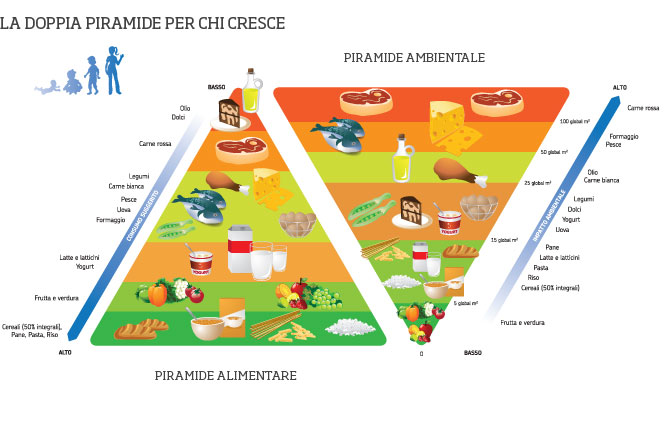 LA DOPPIA PIRAMIDE PER CHI CRESCE
PIRAMIDE AMBIENTALE
BASSO
Olio
Dolci
Carne rossa
Legumi
Carne bianca
Pesce
Uova
Formaggio
Latte e latticini
Yogurt
Frutta e verdura
Cereali (50% integrali),
Pane, Pasta, Riso
ALTO
CONSUMO SUGGERITO
YOGURT
PIRAMIDE ALIMENTARE
ALTO
Carne rossa
100 global m²
Formaggio
Pesce
50 global m²
Olio
Carne bianca
25 global m²
Legumi
Dolci
Yogurt
Uova
YOGURT
15 global m²
Pane
Latte e latticini
Pasta
Riso
Cereali (50% integrali)
5 global m²
Frutta e verdura
IMPATTO AMBIENTALE
0
BASSO